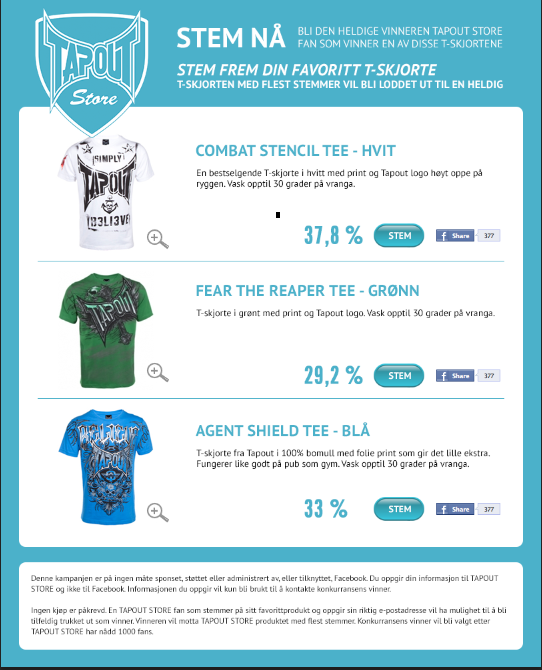 TAPOUT
Store
STEM NÅ
BLI DEN HELDIGE VINNEREN TAPOUT STORE
FAN SOM VINNER EN AV DISSE T-SKJORTENE
STEM FREM DIN FAVORITT T-SKJORTE
T-SKJORTEN MED FLEST STEMMER VIL BLI LODDET UT TIL EN HELDIG
|SIMPLY|
TAPOUT
COMBAT STENCIL TEE - HVIT
En bestselgende T-skjorte i hvitt med print og Tapout logo høyt oppe på
ryggen. Vask opptil 30 grader på vranga.
37,8 %
STEM
f Share
377
TAPOUT
FEAR THE REAPER TEE - GRØNN
T-skjorte i grønt med print og Tapout logo. Vask opptil 30 grader på vranga.
29,2 %
STEM
f Share
377
TAPOUT
AGENT SHIELD TEE - BLÅ
T-skjorte fra Tapout i 100% bomull med folie print som gir det lille ekstra.
Fungerer like godt på pub som gym. Vask opptil 30 grader på vranga.
33 %
STEM
f Share
377
Denne kampanjen er på ingen måte sponset, støttet eller administrert av, eller tilknyttet, Facebook. Du oppgir din informasjon til TAPOUT
STORE og ikke til Facebook. Informasjonen du oppgir vil kun bli brukt til å kontakte konkurransens vinner.
Ingen kjøp er påkrevd. En TAPOUT STORE fan som stemmer på sitt favorittprodukt og oppgir sin riktig e-postadresse vil ha mulighet til å bli
tilfeldig trukket ut som vinner. Vinneren vil motta TAPOUT STORE produktet med flest stemmer. Konkurransens vinner vil bli valgt etter
TAPOUT STORE har nådd 1000 fans.